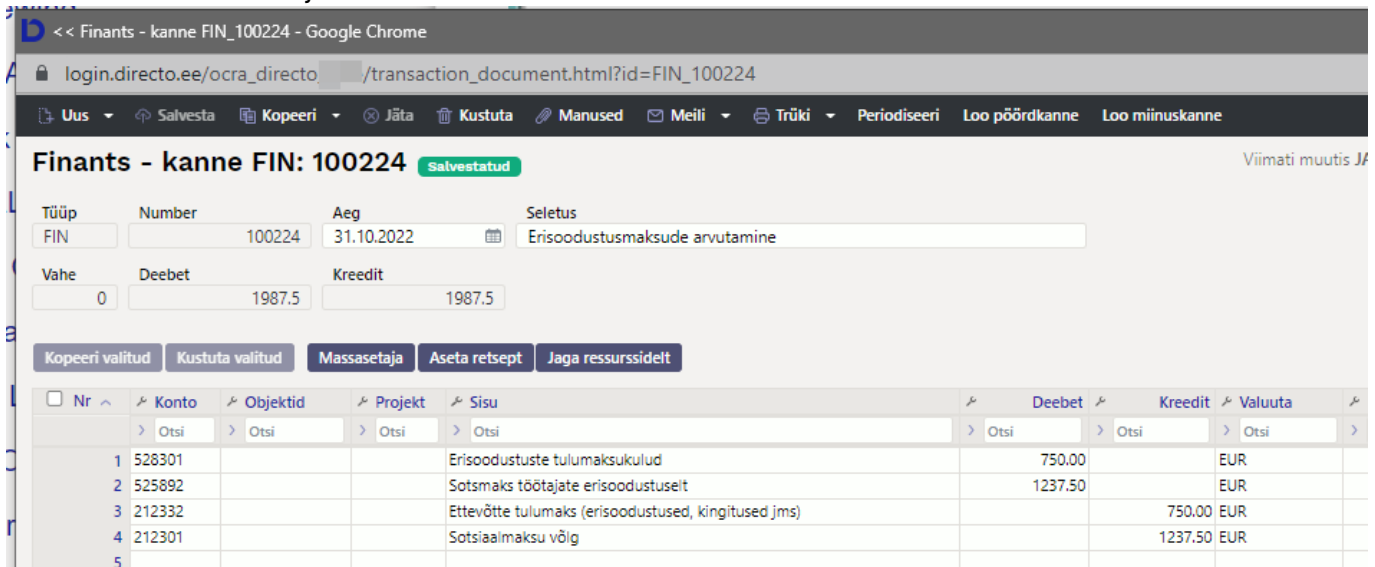 << Finants - kanne FIN_100224 - Google Chrome
login.directo.ee/ocra_directo_ /transaction_document.html?id=FIN_100224
Uus Salvesta Kopeeri Jäta Kustuta Manused Meili Trüki Periodiseeri Loo pöördkanne Loo miinuskanne
Finants - kanne FIN: 100224 Salvestatud Viimati muutis
Tüüp Number Aeg Seletus
FIN 100224 31.10.2022 Erisoodustusmaksude arvutamine
Vahe Deebet Kreedit
0 1987.5 1987.5
Kopeeri valitud Kustuta valitud Massasetaja Aseta retsept Jaga ressurssidelt
Nr Konto Objektid Projekt Sisu Deebet Kreedit Valuuta
> Otsi > Otsi > Otsi > Otsi > Otsi > Otsi > Otsi >
1 528301 Erisoodustuste tulumaksukulud 750.00 EUR
2 525892 Sotsmaks töötajate erisoodustuselt 1237.50 EUR
3 212332 Ettevõtte tulumaks (erisoodustused, kingitused jms) 750.00 EUR
4 212301 Sotsiaalmaksu võlg 1237.50 EUR
5